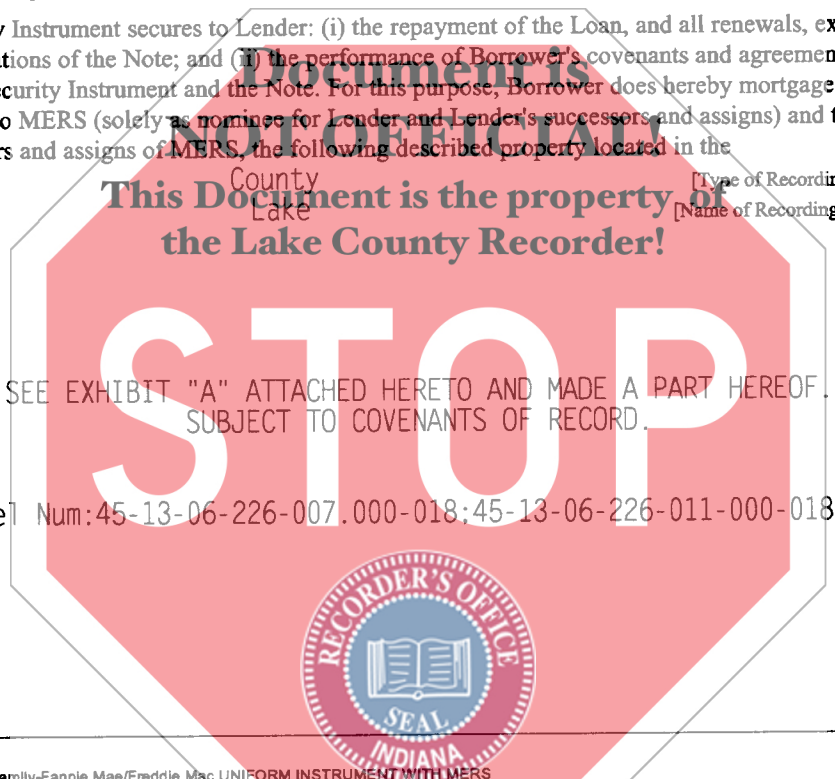 y Instrument secures to Lender: (i) the repayment of the Loan, and all renewals, ex
ations of the Note; and (ii) the performance of Borrower's covenants and agreemen
Document is
ecurity Instrument and the Note. For this purpose, Borrower does hereby mortgage
o MERS (solely as nominee for Lender and Lender's successors and assigns) and t
NOT OFFICIAL!
rs and assigns of MERS, the following described property located in the
County [Type of Recordin
This Document is the property of
Lake [Name of Recording
the Lake County Recorder!
STOP
SEE EXHIBIT "A" ATTACHED HERETO AND MADE A PART HEREOF.
SUBJECT TO COVENANTS OF RECORD.
el Num:45-13-06-226-007.000-018;45-13-06-226-011-000-018
RECORDER'S OFFICE
SEAL
INDIANA
amily-Fannie Mae/Freddie Mac UNIFORM INSTRUMENT WITH MERS